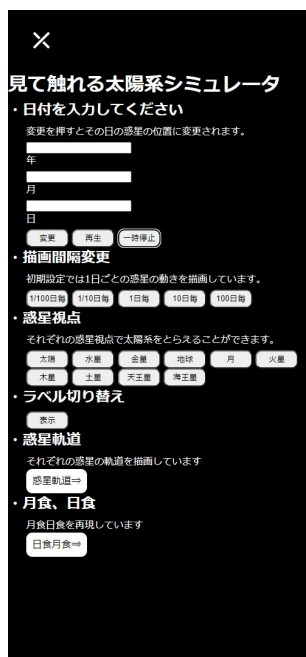 見て触れる太陽系シミュレータ
・日付を入力してください
変更を押すとその日の惑星の位置に変更されます。
年
月
日
変更 再生 一時停止
・描画間隔変更
初期設定では1日ごとの惑星の動きを描画しています。
1/100日毎 1/10日毎 1日毎 10日毎 100日毎
・惑星視点
それぞれの惑星視点で太陽系をとらえることができます。
太陽 水星 金星 地球 月 火星
木星 土星 天王星 海王星
・ラベル切り替え
表示
・惑星軌道
それぞれの惑星の軌道を描画しています
惑星軌道⇒
・月食、日食
月食日食を再現しています
日食月食⇒